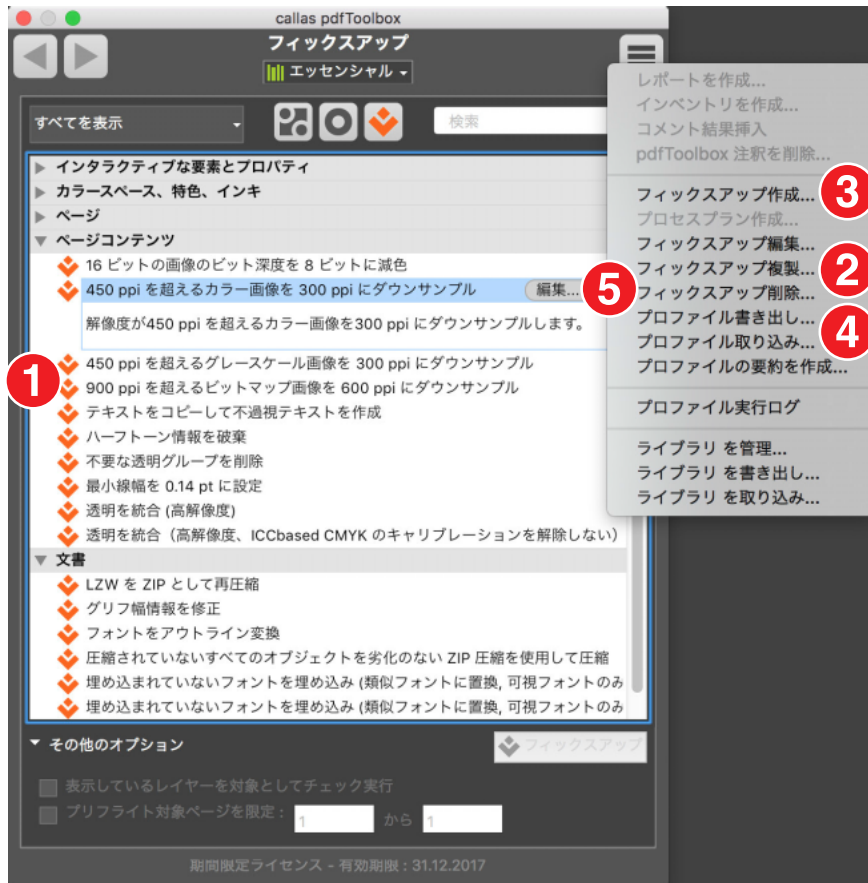 callas pdfToolbox
フィックスアップ
エッセンシャル
すべてを表示
検索
インタラクティブな要素とプロパティ
カラースペース、特色、インキ
ページ
ページコンテンツ
16 ビットの画像のビット深度を 8 ビットに減色
450 ppi を超えるカラー画像を 300 ppi にダウンサンプル
編集...
解像度が450 ppi を超えるカラー画像を300 ppi にダウンサンプルします。
450 ppi を超えるグレースケール画像を 300 ppi にダウンサンプル
900 ppi を超えるビットマップ画像を 600 ppi にダウンサンプル
テキストをコピーして不過視テキストを作成
ハーフトーン情報を破棄
不要な透明グループを削除
最小線幅を 0.14 pt に設定
透明を統合 (高解像度)
透明を統合（高解像度、ICCbased CMYK のキャリブレーションを解除しない）
文書
LZW を ZIP として再圧縮
グリフ幅情報を修正
フォントをアウトライン変換
圧縮されていないすべてのオブジェクトを劣化のない ZIP 圧縮を使用して圧縮
埋め込まれていないフォントを埋め込み (類似フォントに置換, 可視フォントのみ
埋め込まれていないフォントを埋め込み (類似フォントに置換, 可視フォントのみ
その他のオプション
フィックスアップ
表示しているレイヤーを対象としてチェック実行
プリフライト対象ページを限定 : 1 から 1
期間限定ライセンス - 有効期限 : 31.12.2017
レポートを作成...
インベントリを作成...
コメント結果挿入
pdfToolbox 注釈を削除...
フィックスアップ作成...
プロセスプラン作成...
フィックスアップ編集...
フィックスアップ複製...
フィックスアップ削除...
プロファイル書き出し...
プロファイル取り込み...
プロファイルの要約を作成...
プロファイル実行ログ
ライブラリ を管理...
ライブラリ を書き出し...
ライブラリ を取り込み...
1
3
2
5
4